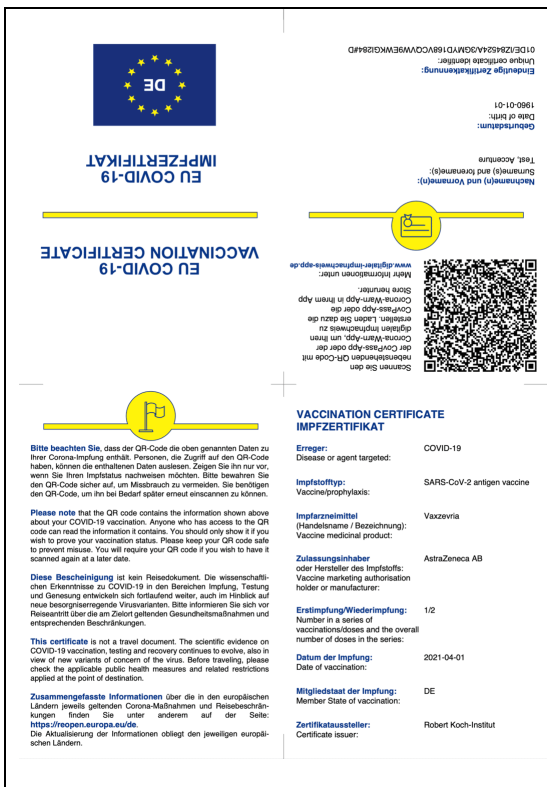 EU COVID-19
VACCINATION CERTIFICATE
EU COVID-19
IMPFZERTIFIKAT
DE
Scannen Sie den
nebenstehenden QR-Code mit
der CovPass-App oder der
Corona-Warn-App, um Ihren
digitalen Impfnachweis zu
erstellen. Laden Sie dazu die
CovPass-App oder die
Corona-Warn-App in Ihrem App
Store herunter.
Mehr Informationen unter:
www.digitaler-impfnachweis-app.de
Nachname(n) und Vorname(n):
Surname(s) and forename(s):
Test, Accenture
Geburtsdatum:
Date of birth:
1960-01-01
Eindeutige Zertifikatkennung:
Unique certificate identifier:
01DE/IZ84524A/3GMYD168VCQVW9EWKGI284#D
Bitte beachten Sie, dass der QR-Code die oben genannten Daten zu
Ihrer Corona-Impfung enthält. Personen, die Zugriff auf den QR-Code
haben, können die enthaltenen Daten auslesen. Zeigen Sie ihn nur vor,
wenn Sie Ihren Impfstatus nachweisen möchten. Bitte bewahren Sie
den QR-Code sicher auf, um Missbrauch zu vermeiden. Sie benötigen
den QR-Code, um ihn bei Bedarf später erneut einscannen zu können.
Please note that the QR code contains the information shown above
about your COVID-19 vaccination. Anyone who has access to the QR
code can read the information it contains. You should only show it if you
wish to prove your vaccination status. Please keep your QR code safe
to prevent misuse. You will require your QR code if you wish to have it
scanned again at a later date.
Diese Bescheinigung ist kein Reisedokument. Die wissenschaftli-
chen Erkenntnisse zu COVID-19 in den Bereichen Impfung, Testung
und Genesung entwickeln sich fortlaufend weiter, auch im Hinblick auf
neue besorgniserregende Virusvarianten. Bitte informieren Sie sich vor
Reiseantritt über die am Zielort geltenden Gesundheitsmaßnahmen und
entsprechenden Beschränkungen.
This certificate is not a travel document. The scientific evidence on
COVID-19 vaccination, testing and recovery continues to evolve, also in
view of new variants of concern of the virus. Before traveling, please
check the applicable public health measures and related restrictions
applied at the point of destination.
Zusammengefasste Informationen über die in den europäischen
Ländern jeweils geltenden Corona-Maßnahmen und Reisebeschrän-
kungen finden Sie unter anderem auf der Seite:
https://reopen.europa.eu/de.
Die Aktualisierung der Informationen obliegt den jeweiligen europäi-
schen Ländern.
VACCINATION CERTIFICATE
IMPFZERTIFIKAT
Erreger: COVID-19
Disease or agent targeted:
Impfstofftyp: SARS-CoV-2 antigen vaccine
Vaccine/prophylaxis:
Impfarzneimittel Vaxzevria
(Handelsname / Bezeichnung):
Vaccine medicinal product:
Zulassungsinhaber AstraZeneca AB
oder Hersteller des Impfstoffs:
Vaccine marketing authorisation
holder or manufacturer:
Erstimpfung/Wiederimpfung: 1/2
Number in a series of
vaccinations/doses and the overall
number of doses in the series:
Datum der Impfung: 2021-04-01
Date of vaccination:
Mitgliedstaat der Impfung: DE
Member State of vaccination:
Zertifikataussteller: Robert Koch-Institut
Certificate issuer: